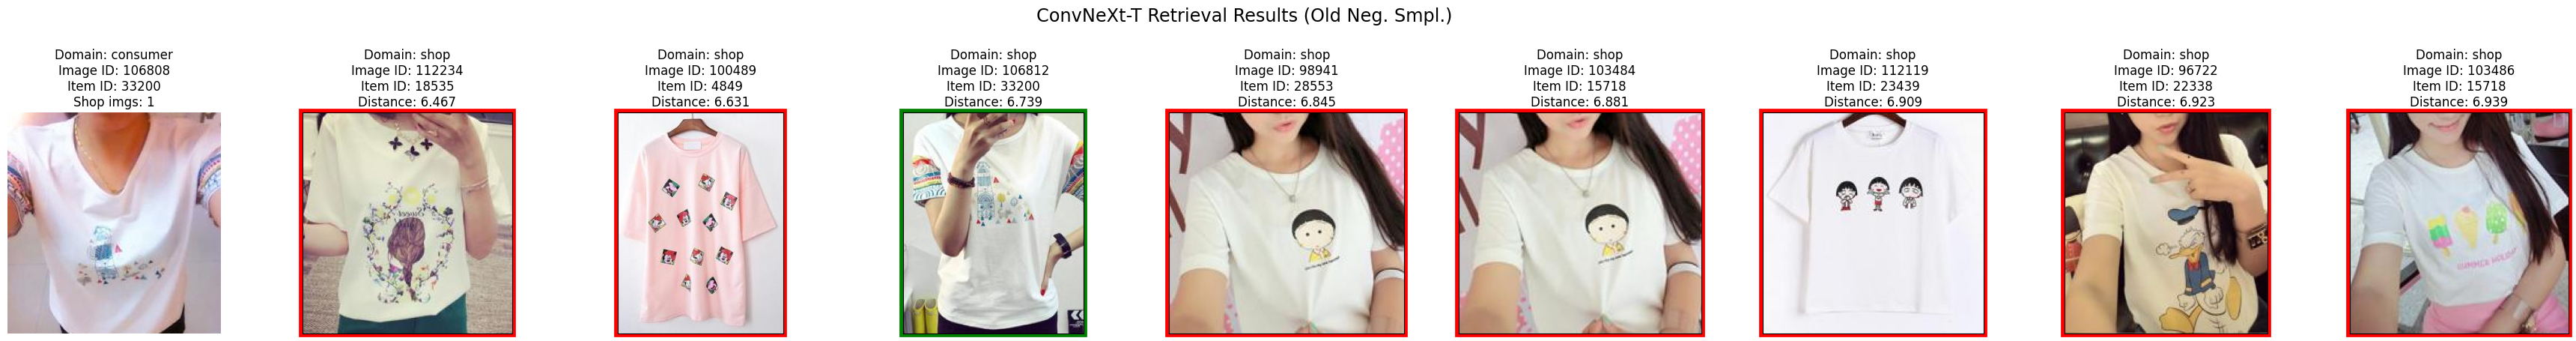 ConvNeXt-T Retrieval Results (Old Neg. Smpl.)
Domain: consumer
Image ID: 106808
Item ID: 33200
Shop imgs: 1
Domain: shop
Image ID: 112234
Item ID: 18535
Distance: 6.467
Domain: shop
Image ID: 100489
Item ID: 4849
Distance: 6.631
Domain: shop
Image ID: 106812
Item ID: 33200
Distance: 6.739
Domain: shop
Image ID: 98941
Item ID: 28553
Distance: 6.845
Domain: shop
Image ID: 103484
Item ID: 15718
Distance: 6.881
Domain: shop
Image ID: 112119
Item ID: 23439
Distance: 6.909
Domain: shop
Image ID: 96722
Item ID: 22338
Distance: 6.923
Domain: shop
Image ID: 103486
Item ID: 15718
Distance: 6.939
SUMMER HOLIDAY